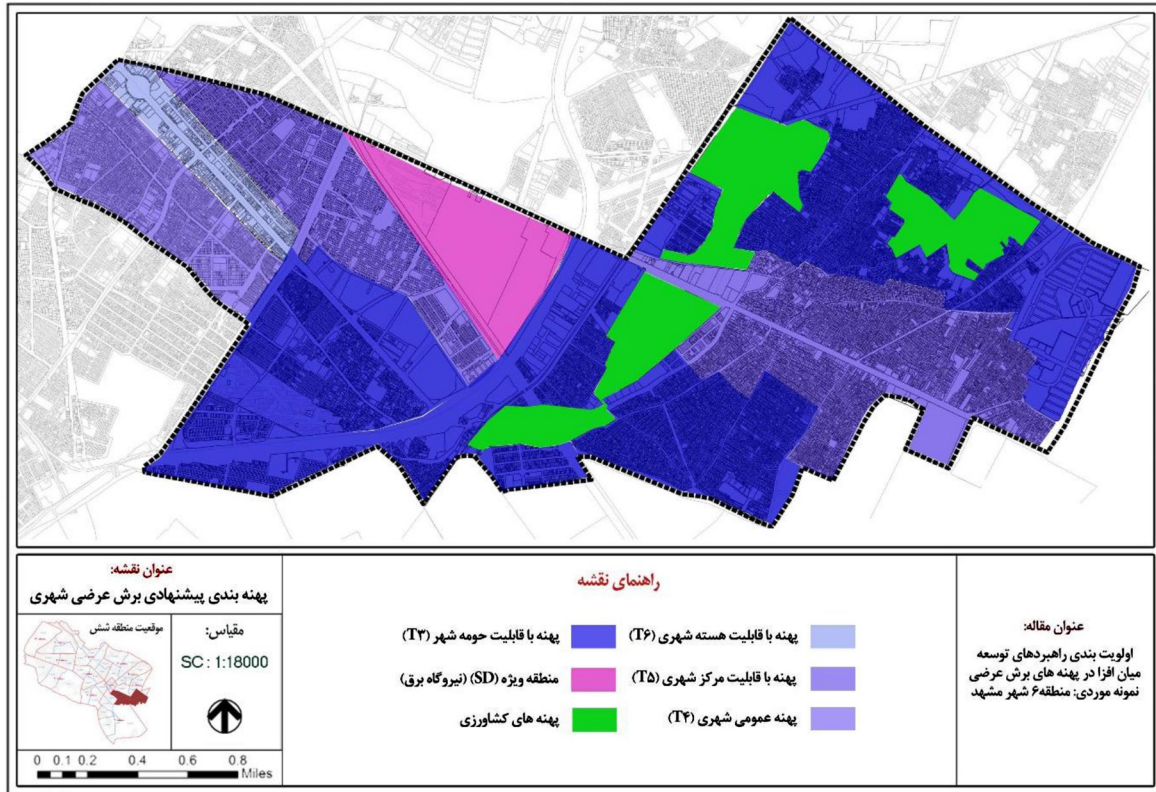 عنوان نقشه:
پهنه بندی پیشنهادی برش عرضی شهری
موقعیت منطقه شش
مقیاس:
SC : 1:18000
0 0.1 0.2 0.4 0.6 0.8
Miles
راهنمای نقشه
پهنه با قابلیت هسته شهری (T۶)
پهنه با قابلیت حومه شهر (T۳)
پهنه با قابلیت مرکز شهری (T۵)
منطقه ویژه (SD) (نیروگاه برق)
پهنه عمومی شهری (T۴)
پهنه های کشاورزی
عنوان مقاله:
اولویت بندی راهبردهای توسعه
میان افزا در پهنه های برش عرضی
نمونه موردی: منطقه۶ شهر مشهد